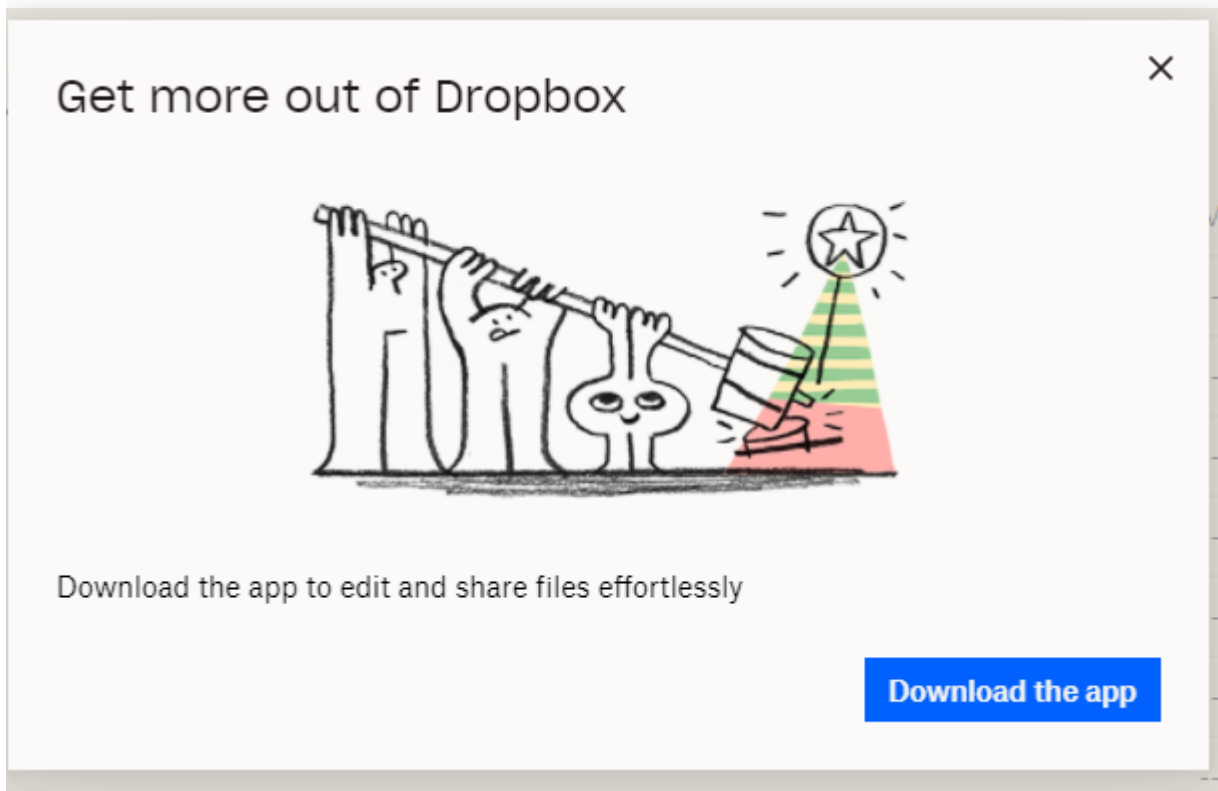 Get more out of Dropbox
Download the app to edit and share files effortlessly
Download the app